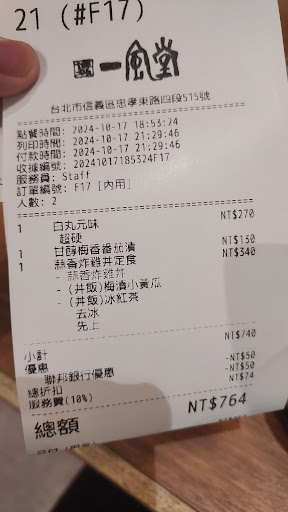 21 (#F17)
一風堂
台北市信義區忠孝東路四段515號
點餐時間: 2024-10-17 18:53:24
列印時間: 2024-10-17 21:29:46
付款時間: 2024-10-17 21:29:46
收據編號: 20241017185324F17
服務員: Staff
訂單編號: F17 [內用]
人數: 2
1 白丸元味 NT$270
超硬
1 甘醇梅香番茄漬 NT$130
1 蒜香炸雞丼定食 NT$340
- 蒜香炸雞丼
- (丼飯)梅漬小黃瓜
- (丼飯)冰紅茶
去冰
先上
小計 NT$740
優惠 -NT$50
聯邦銀行優惠 -NT$50
總折扣 NT$74
服務費(10%)
總額 NT$764